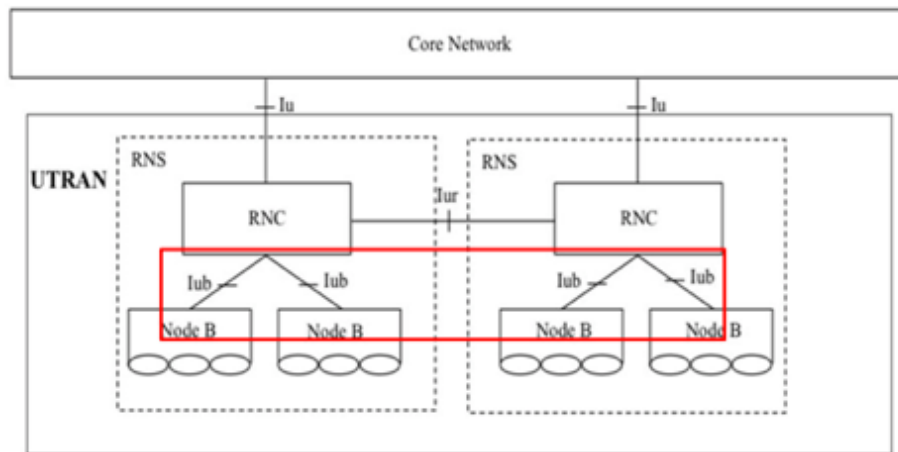 Core Network
Iu
Iu
UTRAN
RNS
RNS
RNC
Iur
RNC
Iub
Iub
Iub
Iub
Node B
Node B
Node B
Node B